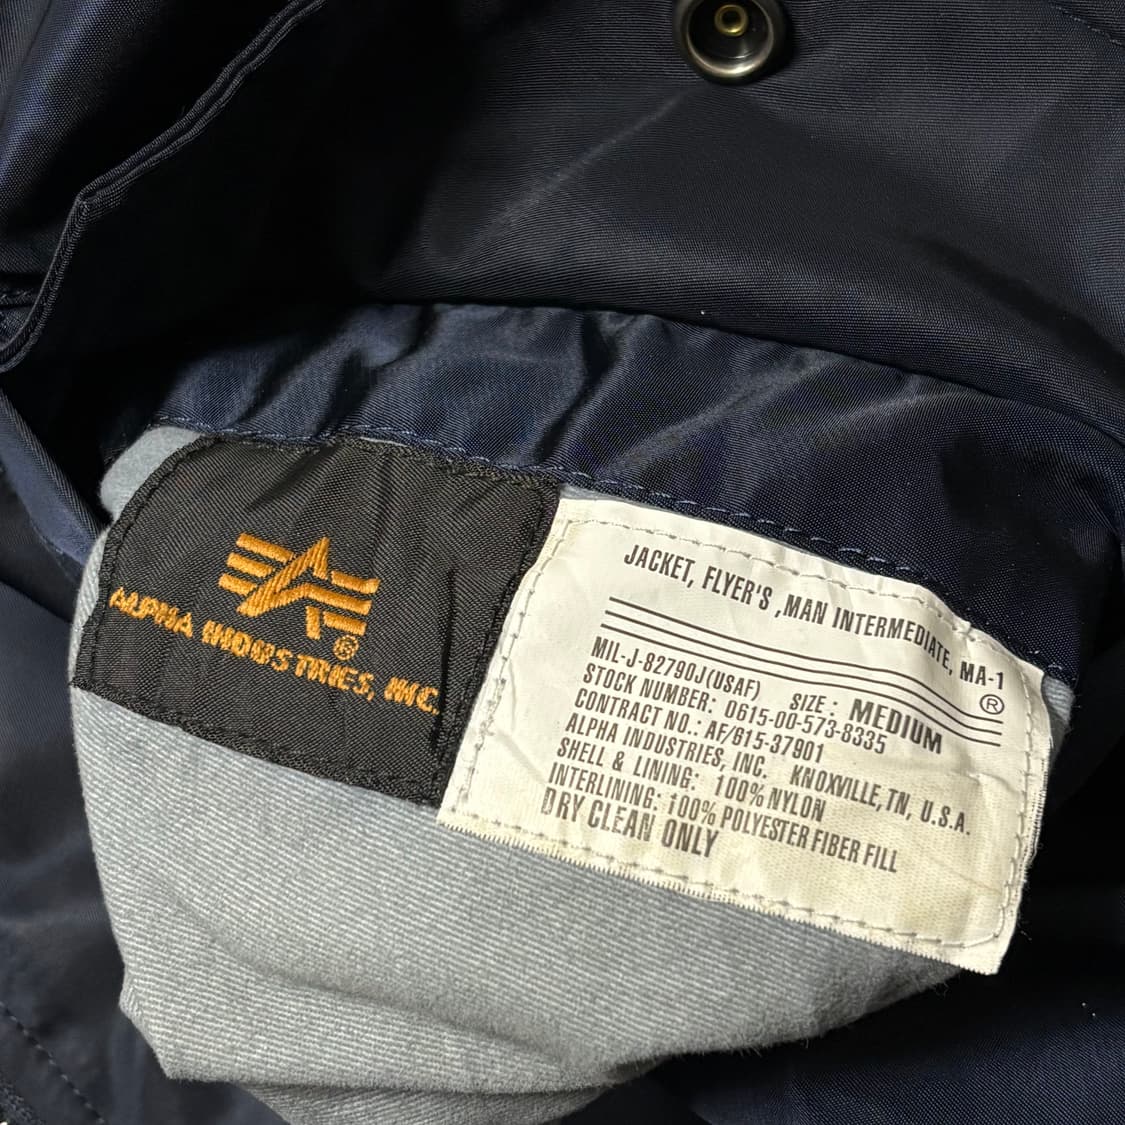 ALPHA INDUSTRIES, INC.
®
JACKET, FLYER'S ,MAN INTERMEDIATE, MA-1
®
MIL-J-82790J(USAF) SIZE: MEDIUM
STOCK NUMBER: 0615-00-573-8335
CONTRACT NO.: AF/615-37901
ALPHA INDUSTRIES, INC. KNOXVILLE,TN, U.S.A.
SHELL & LINING: 100% NYLON
INTERLINING: 100% POLYESTER FIBER FILL
DRY CLEAN ONLY